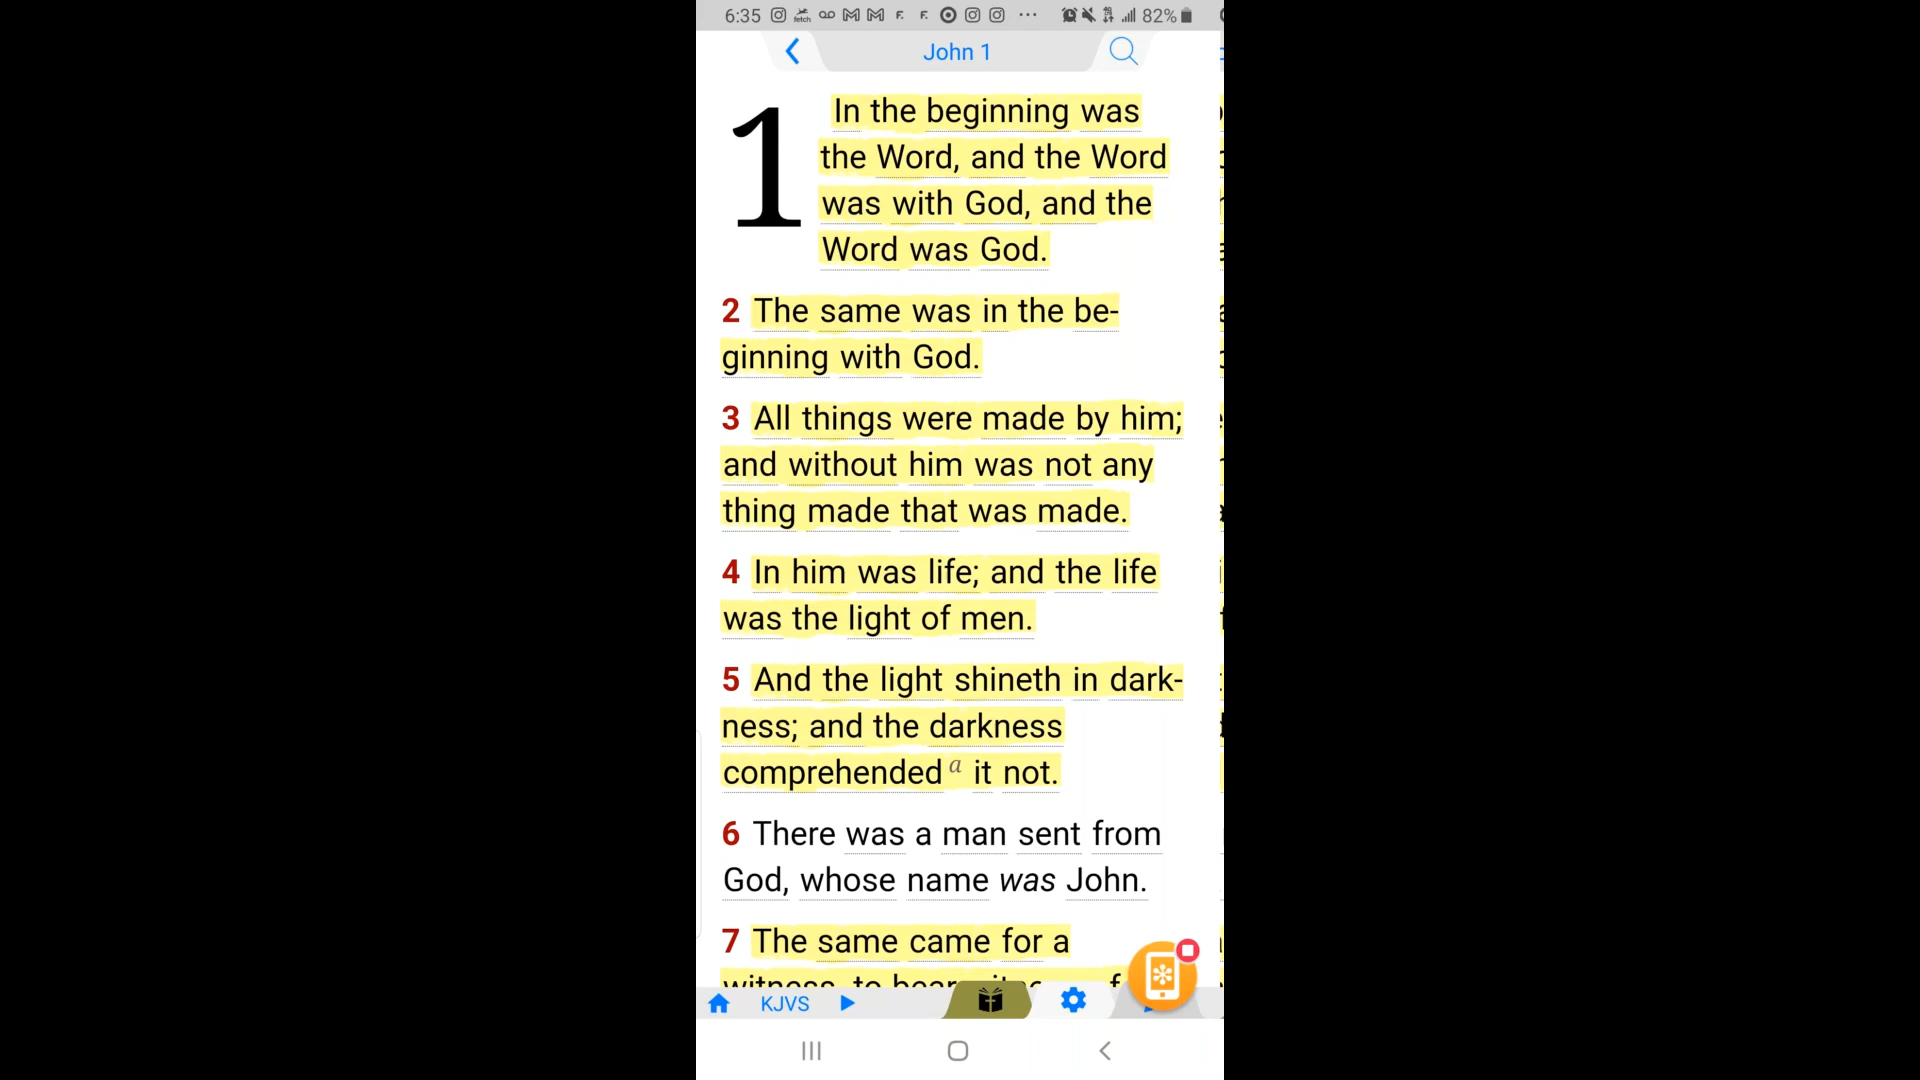 6:35 fetch 82%
John 1
1 In the beginning was
the Word, and the Word
was with God, and the
Word was God.
2 The same was in the be-
ginning with God.
3 All things were made by him;
and without him was not any
thing made that was made.
4 In him was life; and the life
was the light of men.
5 And the light shineth in dark-
ness; and the darkness
comprehended a it not.
6 There was a man sent from
God, whose name was John.
7 The same came for a
witness, to bear
KJVS